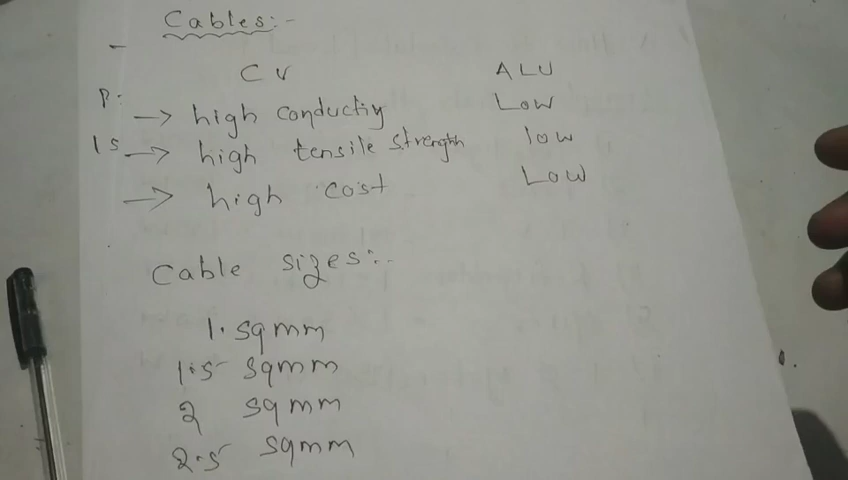 Cables:-
CU ALU
→ high conductiy Low
→ high tensile strength low
→ high cost Low
Cable sizes:-
1. sqmm
1.5 sqmm
2 sqmm
2.5 sqmm